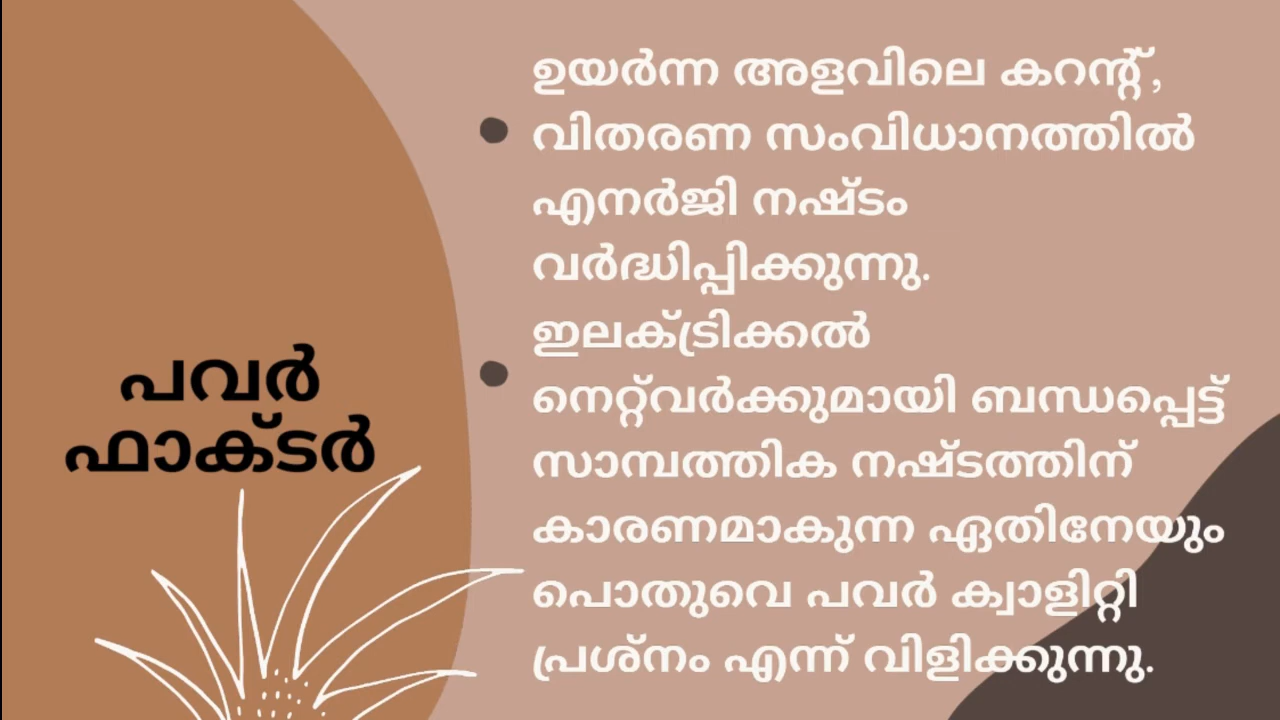 പവർ
ഫാക്ടർ
ഉയർന്ന അളവിലെ കറന്റ് ,
വിതരണ സംവിധാനത്തിൽ
എനർജി നഷ്ടം
വർദ്ധിപ്പിക്കുന്നു.
ഇലക്ട്രിക്കൽ
നെറ്റ്‌വർക്കുമായി ബന്ധപ്പെട്ട്
സാമ്പത്തിക നഷ്ടത്തിന്
കാരണമാകുന്ന ഏതിനേയും
പൊതുവെ പവർ ക്വാളിറ്റി
പ്രശ്നം എന്ന് വിളിക്കുന്നു.